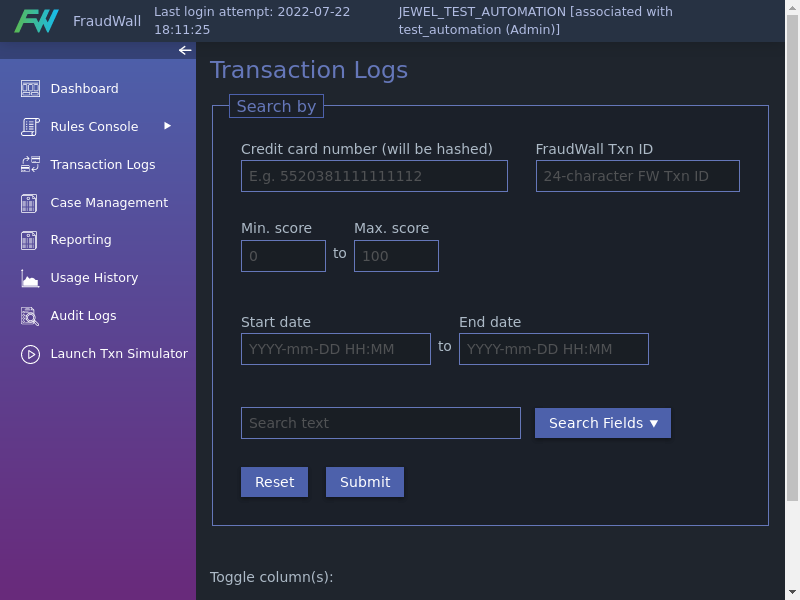 FW FraudWall
Last login attempt: 2022-07-22
18:11:25
JEWEL_TEST_AUTOMATION [associated with
test_automation (Admin)]
Dashboard
Rules Console
Transaction Logs
Case Management
Reporting
Usage History
Audit Logs
Launch Txn Simulator
Transaction Logs
Search by
Credit card number (will be hashed)
FraudWall Txn ID
E.g. 5520381111111112
24-character FW Txn ID
Min. score
Max. score
0
to
100
Start date
End date
YYYY-mm-DD HH:MM
to
YYYY-mm-DD HH:MM
Search text
Search Fields ▼
Reset
Submit
Toggle column(s):